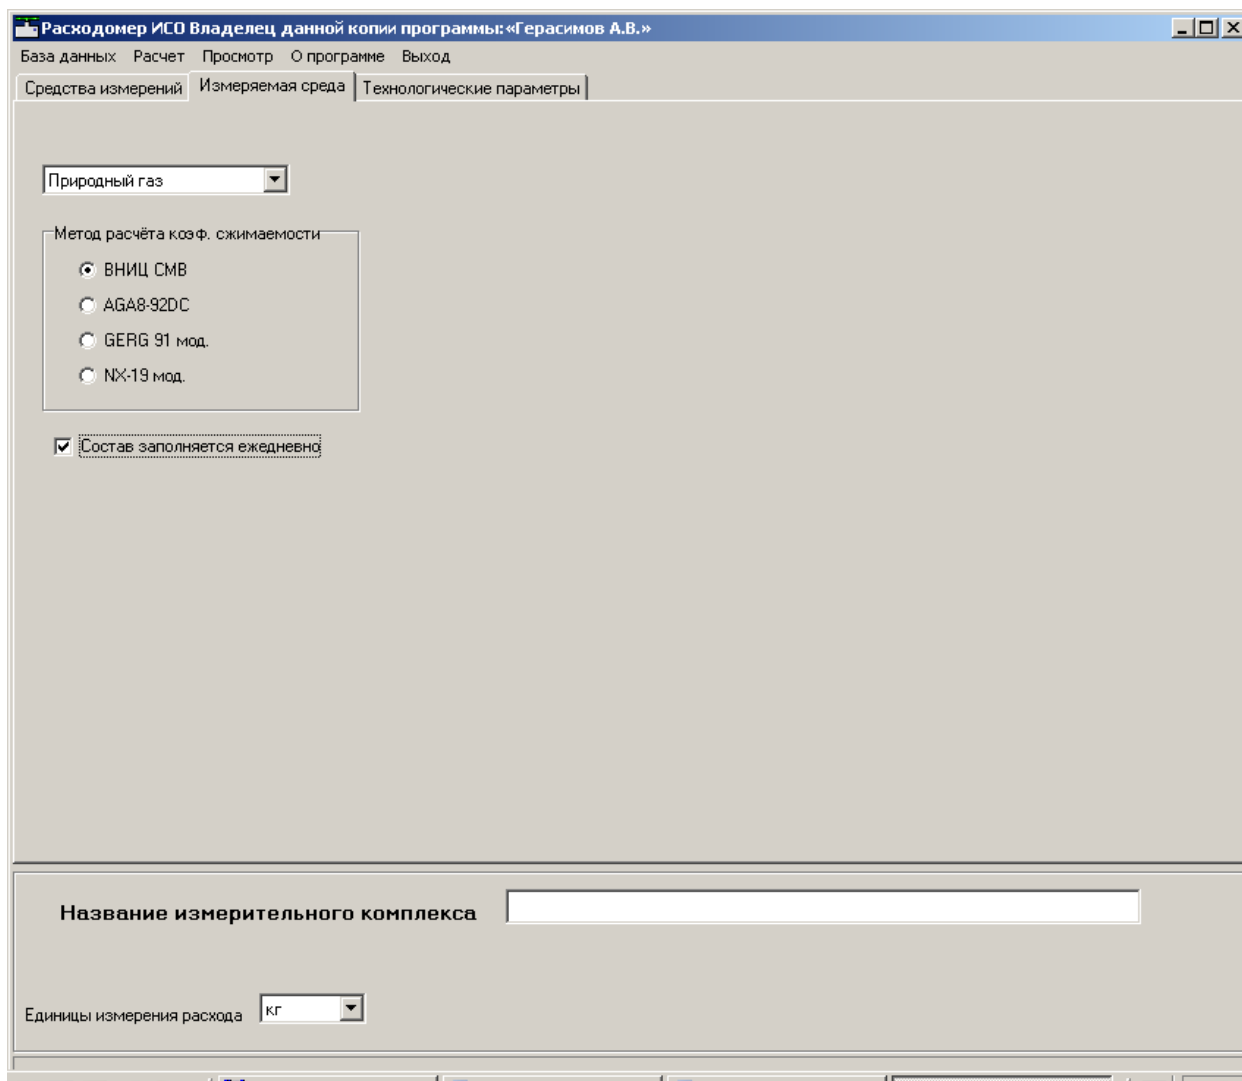 Расходомер ИСО Владелец данной копии программы:«Герасимов А.В.»
База данных Расчет Просмотр О программе Выход
Средства измерений Измеряемая среда Технологические параметры
Природный газ
Метод расчёта коэф. сжимаемости
ВНИЦ СМВ
AGA8-92DC
GERG 91 мод.
NX-19 мод.
Состав заполняется ежедневно
Название измерительного комплекса
Единицы измерения расхода кг